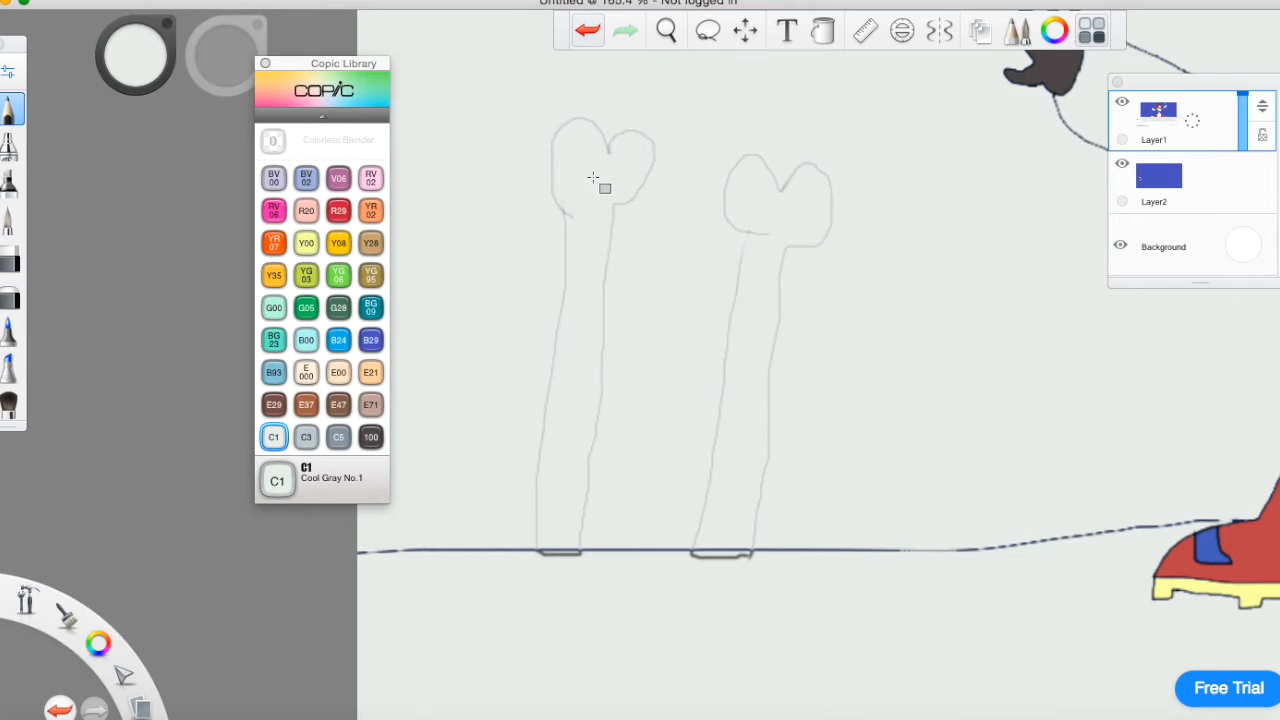 Untitled @ 165.4 % - Not logged in
Copic Library
COPIC
0 Colorless Blender
BV 00 BV 02 V06 RV 02
RV 06 R20 R29 YR 02
YR 07 Y00 Y08 Y28
Y35 YG 03 YG 06 YG 95
G00 G05 G28 BG 09
BG 23 B00 B24 B29
B93 E 000 E00 E21
E29 E37 E47 E71
C1 C3 C5 100
C1 C1
Cool Gray No.1
T
Layer1
Layer2
Background
Free Trial